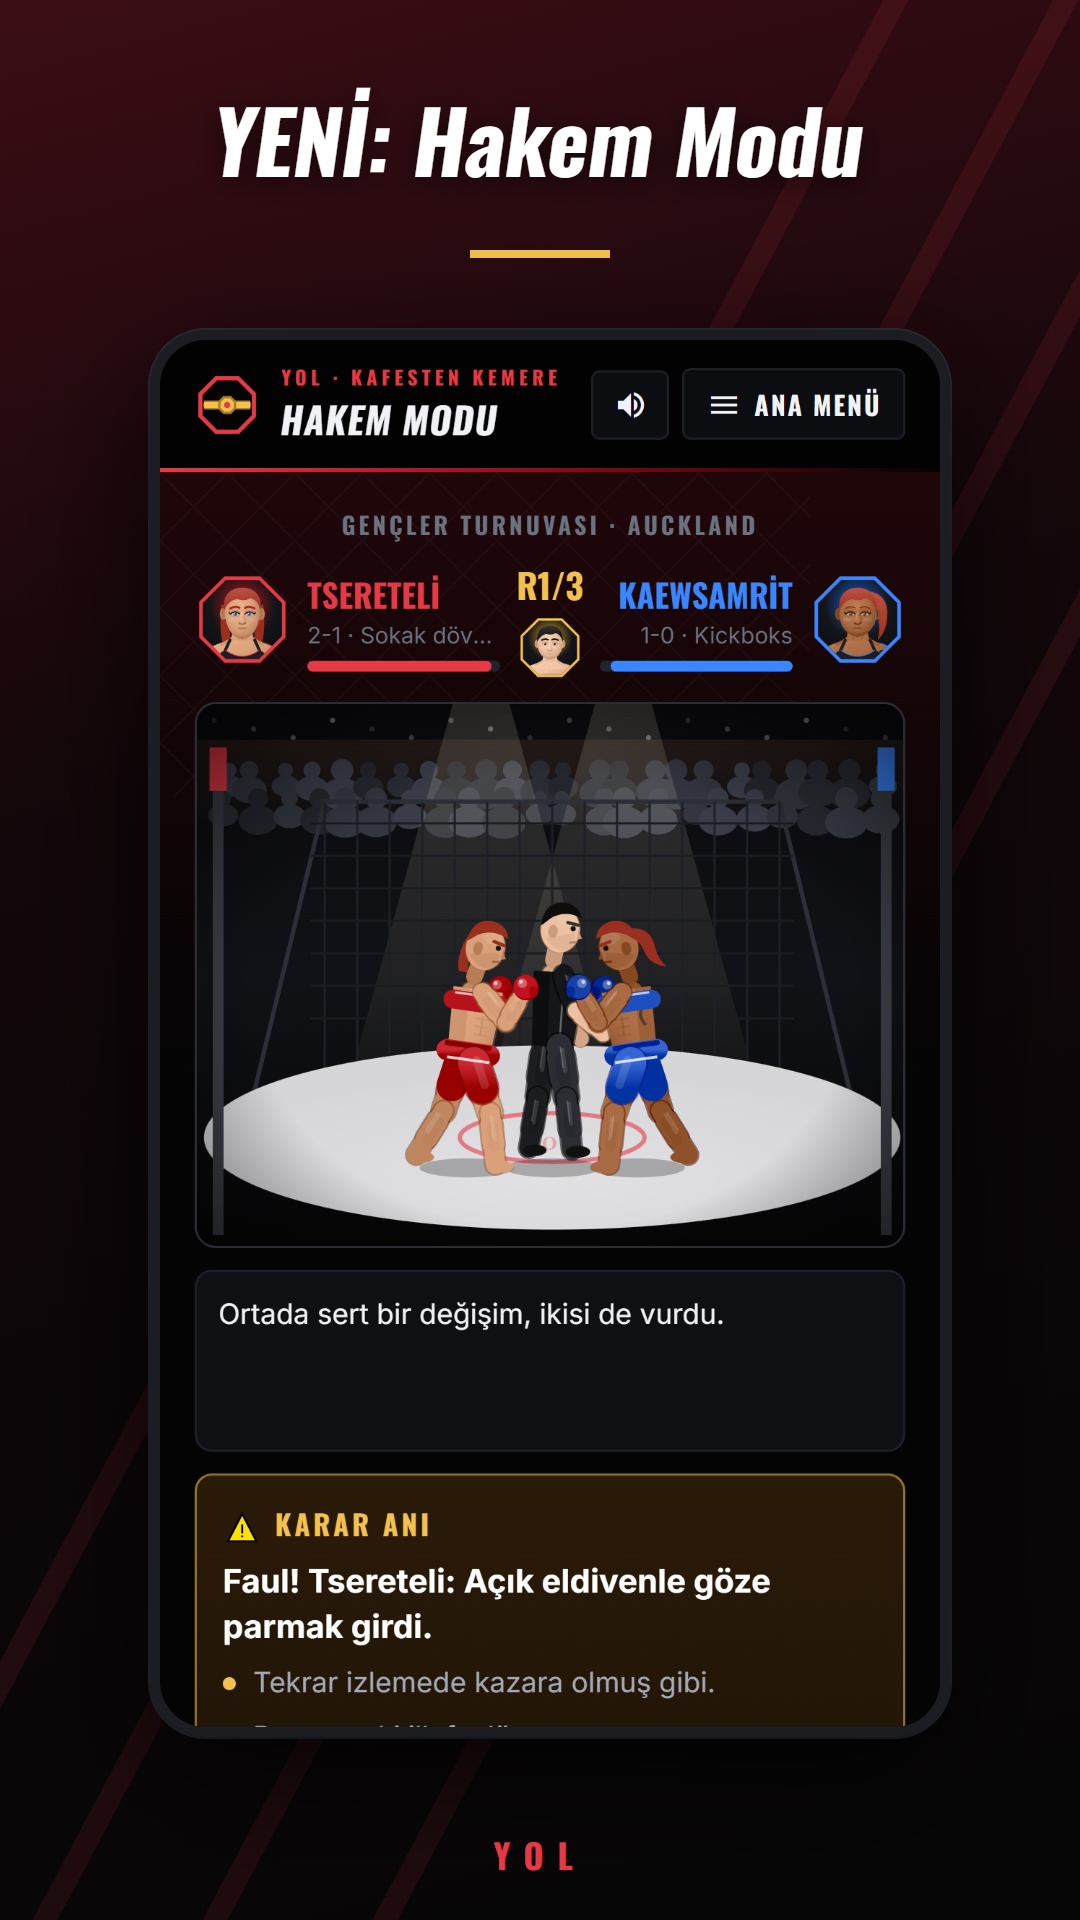 YENİ: Hakem Modu
YOL · KAFESTEN KEMERE
HAKEM MODU
ANA MENÜ
GENÇLER TURNUVASI · AUCKLAND
TSERETELİ
R1/3
KAEWSAMRİT
2-1 · Sokak döv...
1-0 · Kickboks
Ortada sert bir değişim, ikisi de vurdu.
KARAR ANI
Faul! Tsereteli: Açık eldivenle göze
parmak girdi.
Tekrar izlemede kazara olmuş gibi.
YOL